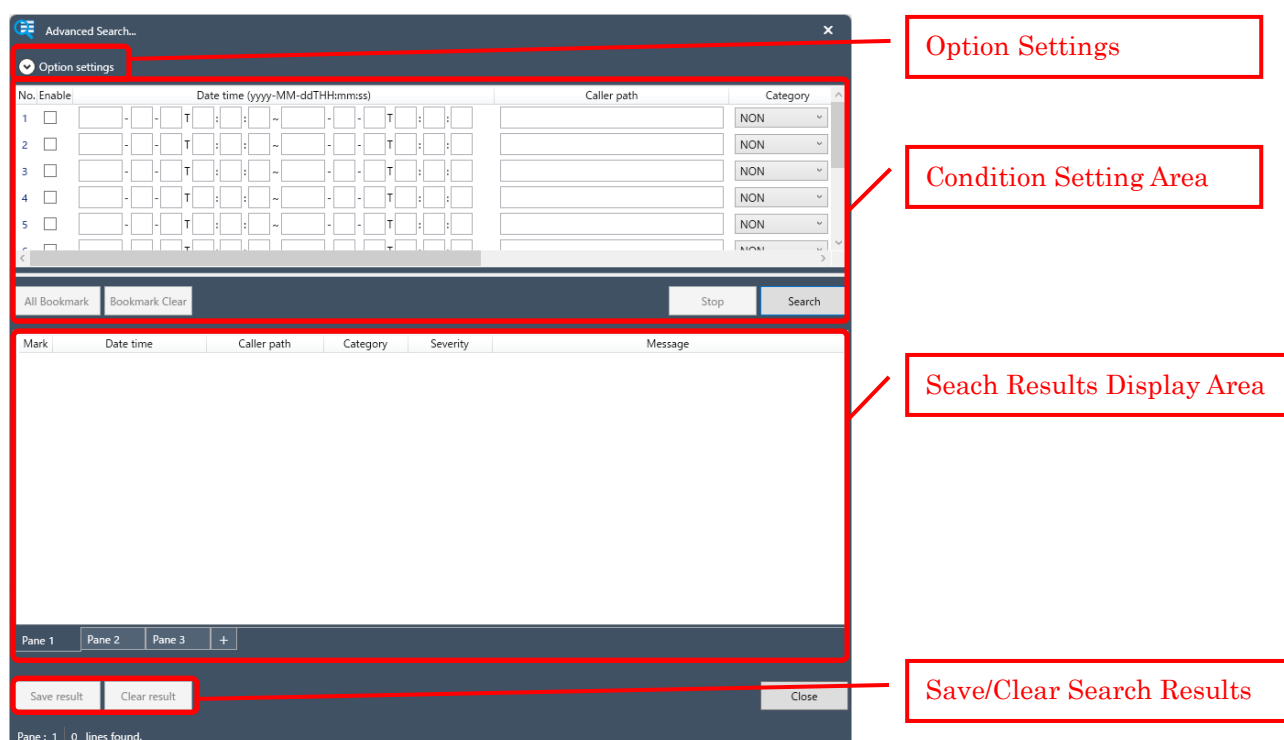 Advanced Search...
Option settings
Option Settings
No. Enable Date time (yyyy-MM-ddTHH:mm:ss) Caller path Category
1 - - T : : ~ - - T : : NON
2 - - T : : ~ - - T : : NON
3 - - T : : ~ - - T : : NON
4 - - T : : ~ - - T : : NON
5 - - T : : ~ - - T : : NON
6 T T NON
Condition Setting Area
All Bookmark Bookmark Clear Stop Search
Mark Date time Caller path Category Severity Message
Seach Results Display Area
Pane 1 Pane 2 Pane 3 +
Save result Clear result Close
Save/Clear Search Results
Pane : 1 0 lines found.